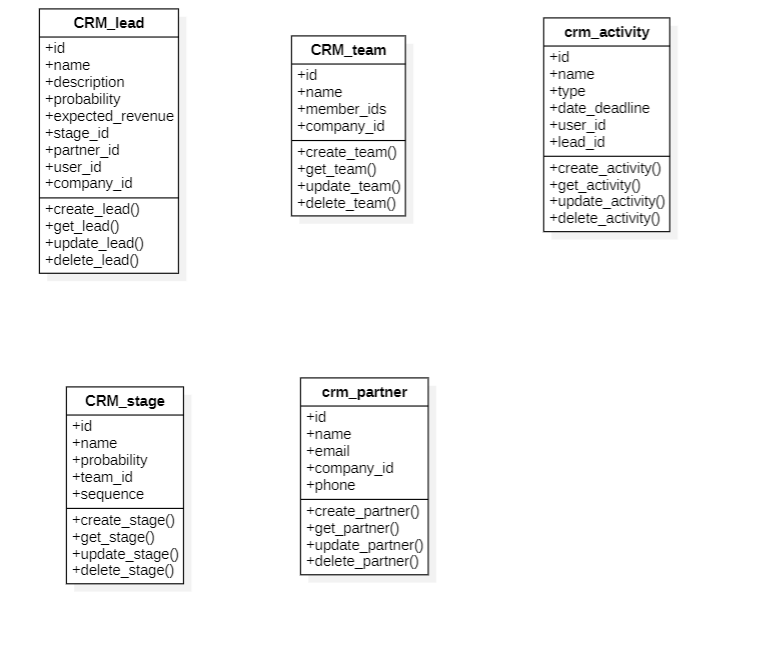 CRM_lead
+id
+name
+description
+probability
+expected_revenue
+stage_id
+partner_id
+user_id
+company_id
+create_lead()
+get_lead()
+update_lead()
+delete_lead()
CRM_team
+id
+name
+member_ids
+company_id
+create_team()
+get_team()
+update_team()
+delete_team()
crm_activity
+id
+name
+type
+date_deadline
+user_id
+lead_id
+create_activity()
+get_activity()
+update_activity()
+delete_activity()
CRM_stage
+id
+name
+probability
+team_id
+sequence
+create_stage()
+get_stage()
+update_stage()
+delete_stage()
crm_partner
+id
+name
+email
+company_id
+phone
+create_partner()
+get_partner()
+update_partner()
+delete_partner()